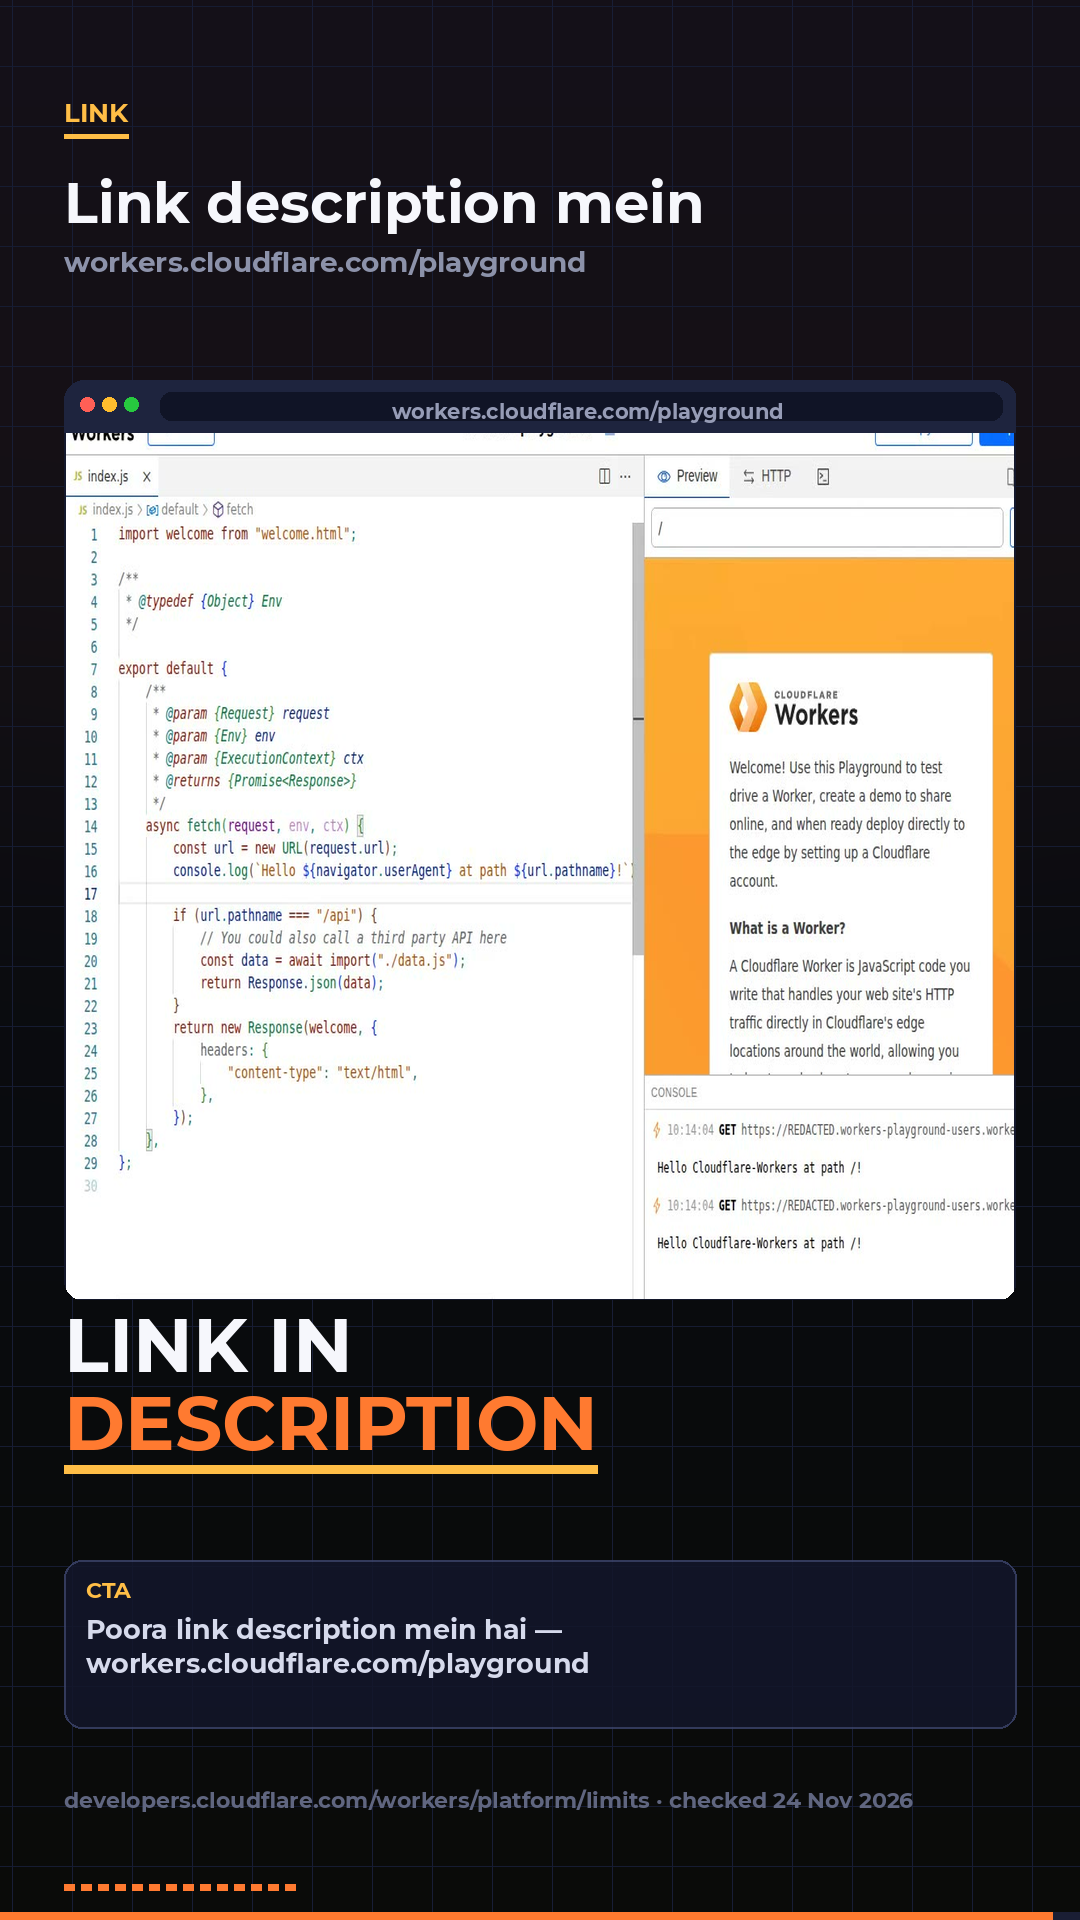 LINK
Link description mein
workers.cloudflare.com/playground
workers.cloudflare.com/playground
Workers
JS index.js X
Preview
HTTP
JS index.js > default > fetch
/
1 import welcome from "welcome.html";
2
3 /**
4 * @typedef {Object} Env
5 */
6
7 export default {
8 /**
9 * @param {Request} request
10 * @param {Env} env
11 * @param {ExecutionContext} ctx
12 * @returns {Promise<Response>}
13 */
14 async fetch(request, env, ctx) {
15 const url = new URL(request.url);
16 console.log(`Hello ${navigator.userAgent} at path ${url.pathname}!`)
17
18 if (url.pathname === "/api") {
19 // You could also call a third party API here
20 const data = await import("./data.js");
21 return Response.json(data);
22 }
23 return new Response(welcome, {
24 headers: {
25 "content-type": "text/html",
26 },
27 });
28 },
29 };
30
CLOUDFLARE
Workers
Welcome! Use this Playground to test
drive a Worker, create a demo to share
online, and when ready deploy directly to
the edge by setting up a Cloudflare
account.
What is a Worker?
A Cloudflare Worker is JavaScript code you
write that handles your web site's HTTP
traffic directly in Cloudflare's edge
locations around the world, allowing you
CONSOLE
10:14:04 GET https://REDACTED.workers-playground-users.worke
Hello Cloudflare-Workers at path /!
10:14:04 GET https://REDACTED.workers-playground-users.worke
Hello Cloudflare-Workers at path /!
LINK IN
DESCRIPTION
CTA
Poora link description mein hai —
workers.cloudflare.com/playground
developers.cloudflare.com/workers/platform/limits · checked 24 Nov 2026